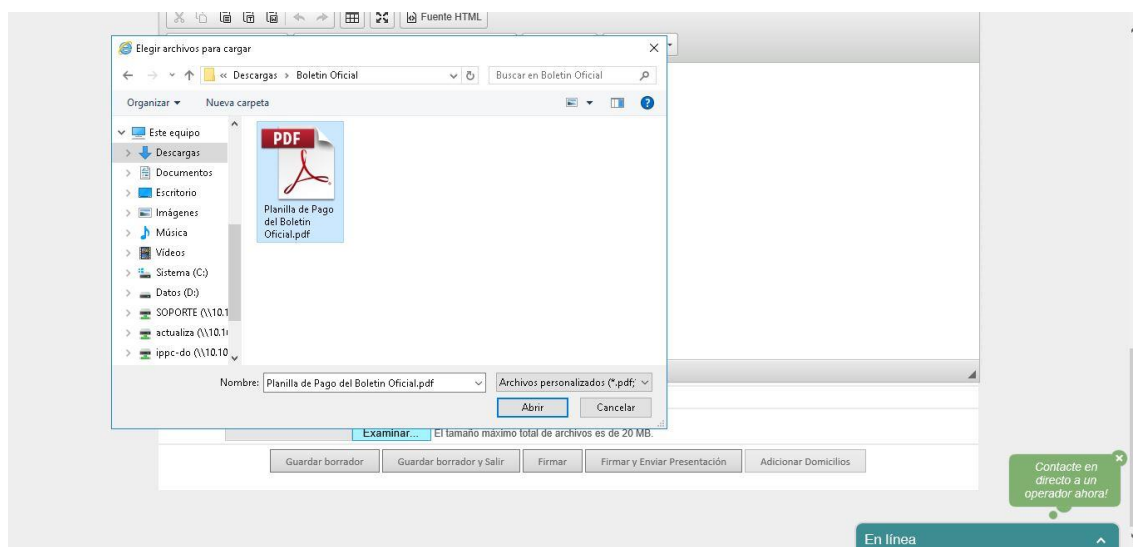 Fuente HTML
Elegir archivos para cargar
« Descargas > Boletin Oficial
Buscar en Boletin Oficial
Organizar
Nueva carpeta
Este equipo
Descargas
Documentos
Escritorio
Imágenes
Música
Vídeos
Sistema (C:)
Datos (D:)
SOPORTE (\\10.1
actualiza (\\10.1
ippc-do (\\10.10
PDF
Planilla de Pago
del Boletin
Oficial.pdf
Nombre:
Planilla de Pago del Boletin Oficial.pdf
Archivos personalizados (*.pdf;
Abrir
Cancelar
Examinar...
El tamaño máximo total de archivos es de 20 MB.
Guardar borrador
Guardar borrador y Salir
Firmar
Firmar y Enviar Presentación
Adicionar Domicilios
Contacte en
directo a un
operador ahora!
En línea